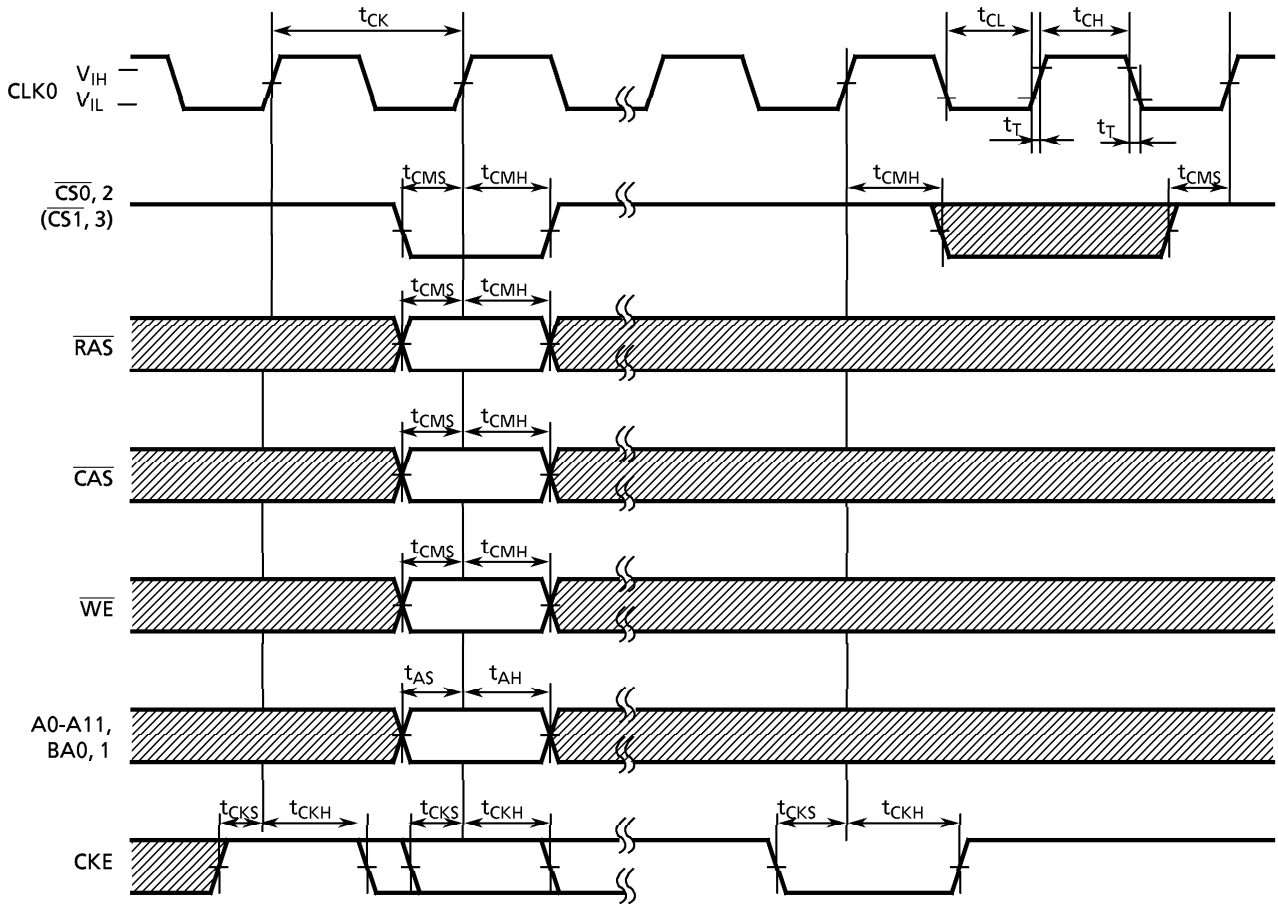 tCK tCL tCH
CLK0 VIH
VIL
tT tT
CS0, 2
(CS1, 3) tCMS tCMH tCMH tCMS
tCMS tCMH
RAS
tCMS tCMH
CAS
tCMS tCMH
WE
tAS tAH
A0-A11,
BA0, 1
tCKS tCKH tCKS tCKH tCKS tCKH
CKE